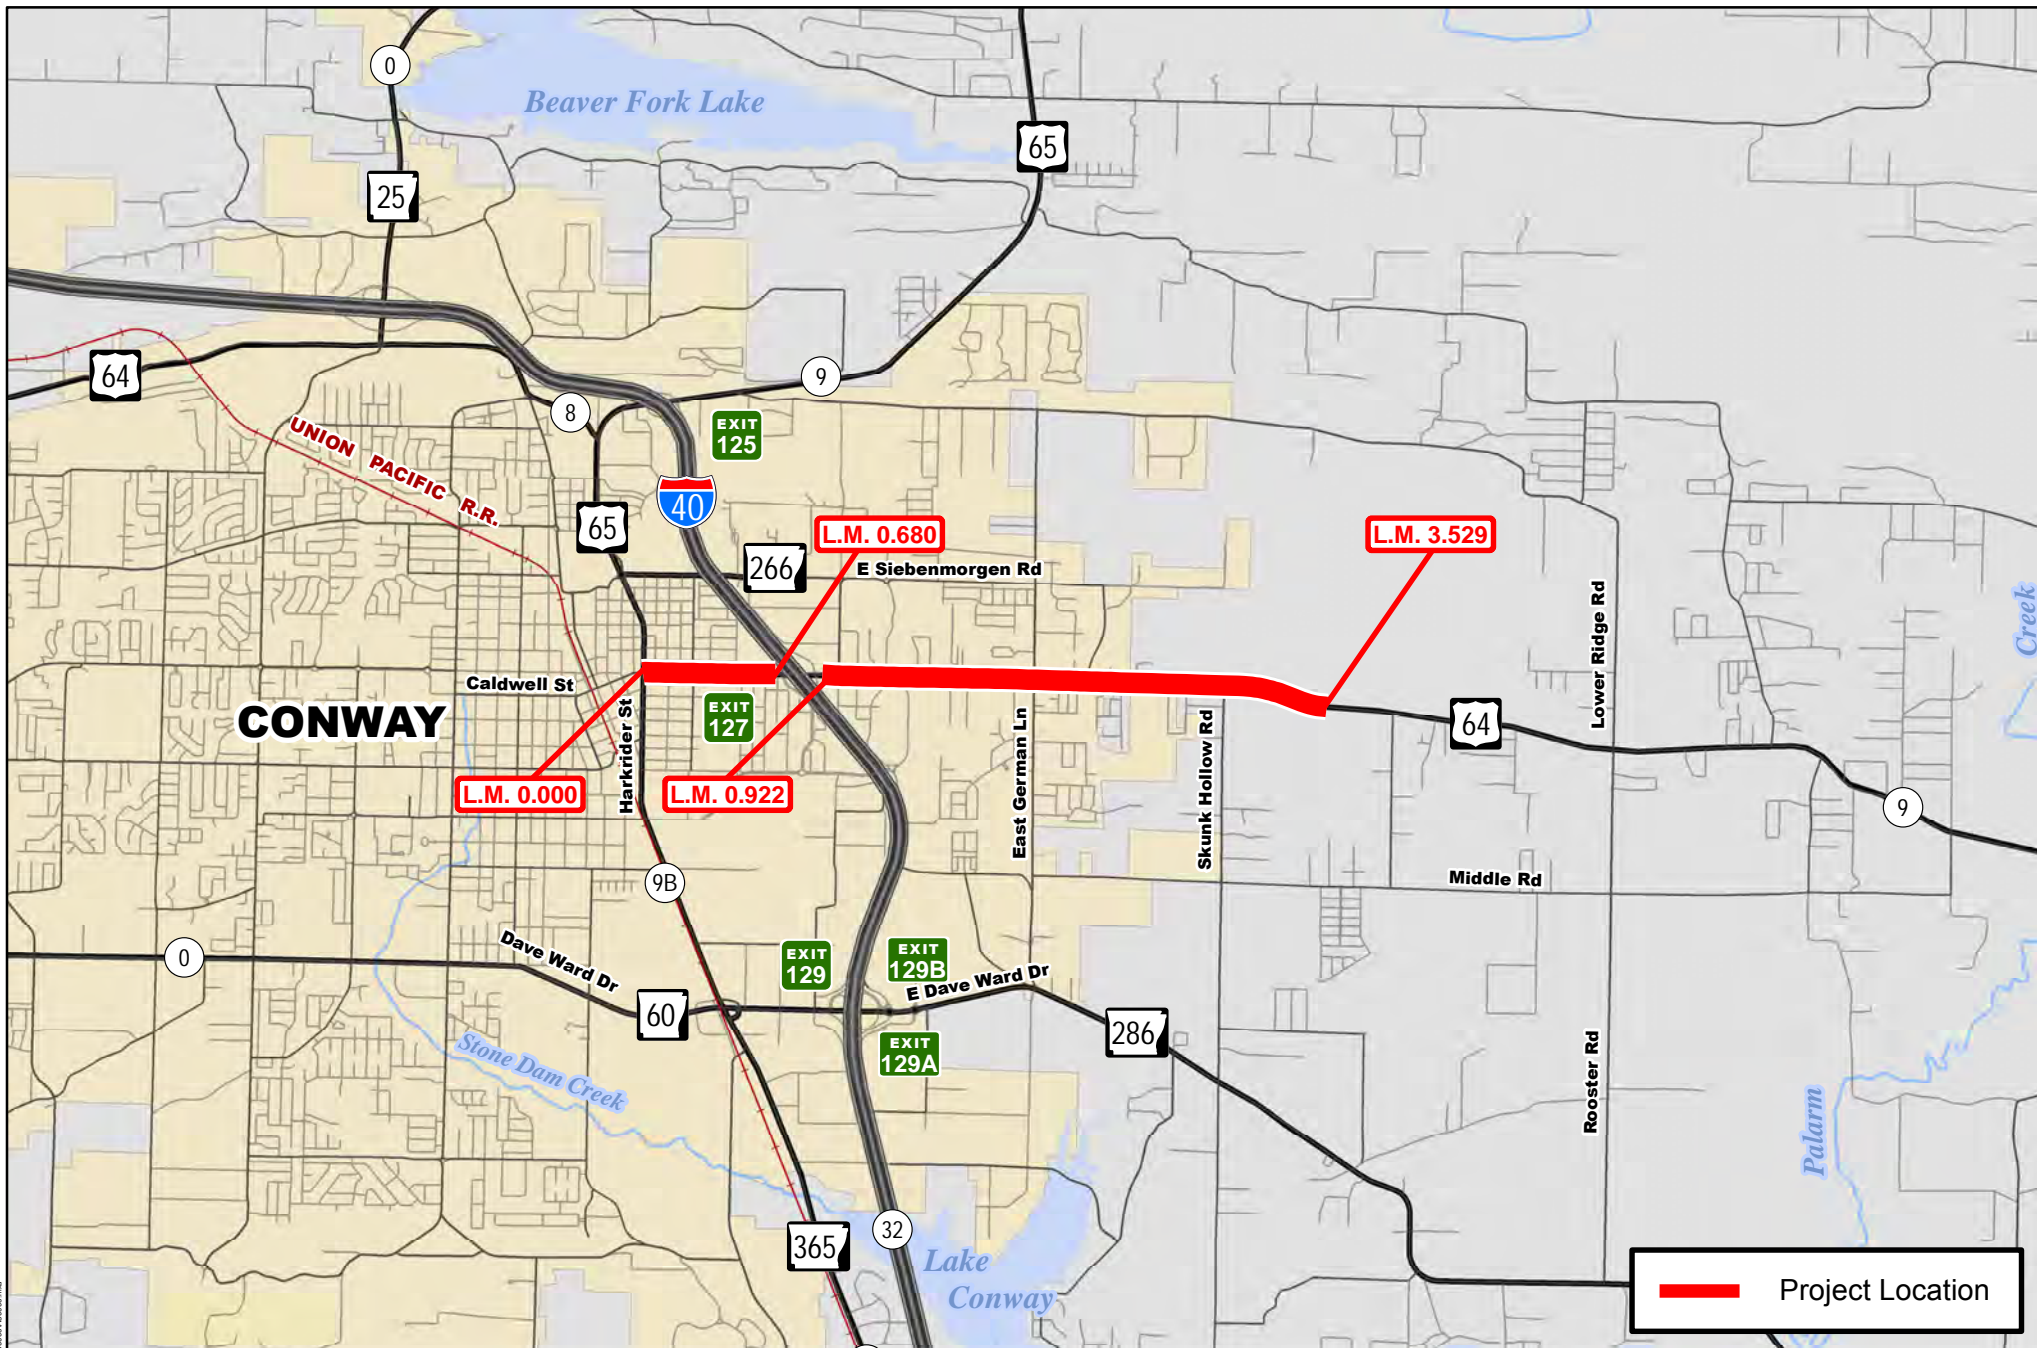 0
Beaver Fork Lake
65
25
64
9
8
EXIT
125
UNION PACIFIC R.R.
40
65
L.M. 0.680
L.M. 3.529
266
E Siebenmorgen Rd
Creek
Lower Ridge Rd
Caldwell St
CONWAY
Harkrider St
EXIT
127
East German Ln
Skunk Hollow Rd
64
L.M. 0.000
L.M. 0.922
9
9B
Middle Rd
0
Dave Ward Dr
EXIT
129
EXIT
129B
E Dave Ward Dr
60
286
EXIT
129A
Stone Dam Creek
Rooster Rd
Palarm
365
32
Lake
Conway
Project Location